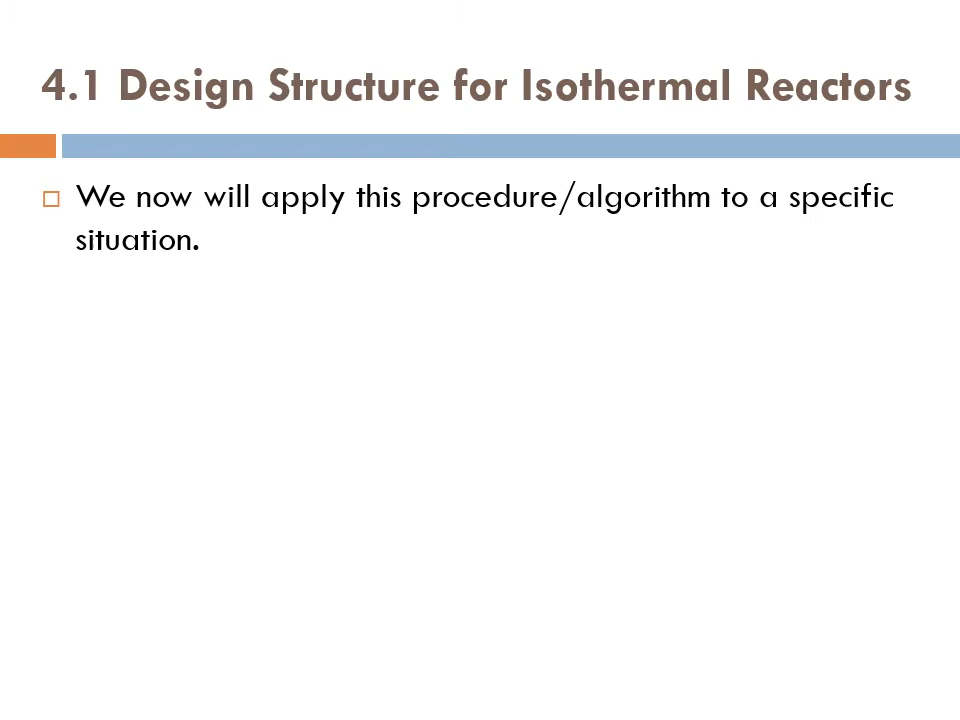 4.1 Design Structure for Isothermal Reactors
We now will apply this procedure/algorithm to a specific
situation.